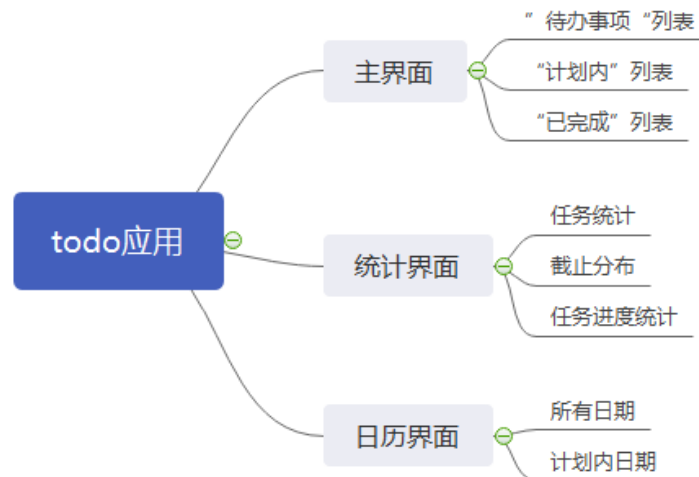 todo应用
主界面
”待办事项“列表
“计划内”列表
“已完成”列表
统计界面
任务统计
截止分布
任务进度统计
日历界面
所有日期
计划内日期